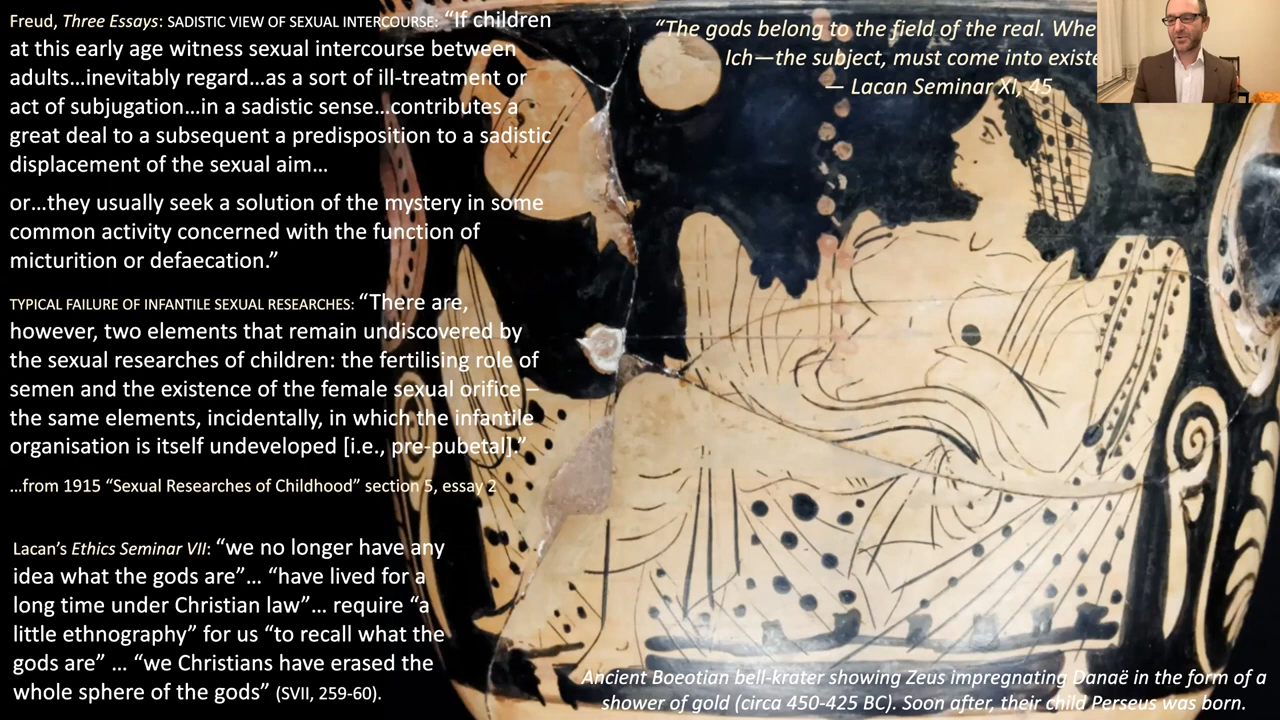 Freud, Three Essays: SADISTIC VIEW OF SEXUAL INTERCOURSE: “If children
at this early age witness sexual intercourse between
adults…inevitably regard…as a sort of ill-treatment or
act of subjugation…in a sadistic sense…contributes a
great deal to a subsequent a predisposition to a sadistic
displacement of the sexual aim…
or…they usually seek a solution of the mystery in some
common activity concerned with the function of
micturition or defaecation.”
TYPICAL FAILURE OF INFANTILE SEXUAL RESEARCHES: “There are,
however, two elements that remain undiscovered by
the sexual researches of children: the fertilising role of
semen and the existence of the female sexual orifice –
the same elements, incidentally, in which the infantile
organisation is itself undeveloped [i.e., pre-pubetal].”
…from 1915 “Sexual Researches of Childhood” section 5, essay 2
Lacan’s Ethics Seminar VII: “we no longer have any
idea what the gods are”… “have lived for a
long time under Christian law”… require “a
little ethnography” for us “to recall what the
gods are” … “we Christians have erased the
whole sphere of the gods” (SVII, 259-60).
“The gods belong to the field of the real. Whe
Ich—the subject, must come into existe
— Lacan Seminar XI, 45
Ancient Boeotian bell-krater showing Zeus impregnating Danaë in the form of a
shower of gold (circa 450-425 BC). Soon after, their child Perseus was born.